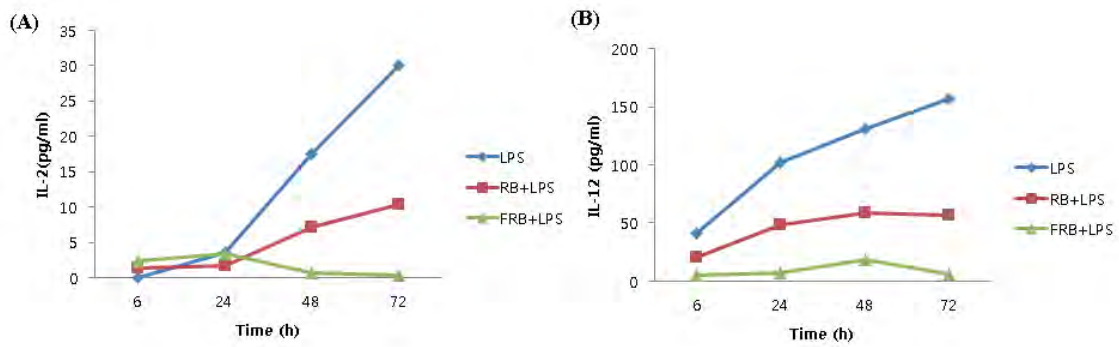 (A)
35
30
25
20
15
10
5
0
IL-2(pg/ml)
6 24 48 72
Time (h)
LPS
RB+LPS
FRB+LPS
(B)
200
150
100
50
0
IL-12 (pg/ml)
6 24 48 72
Time (h)
LPS
RB+LPS
FRB+LPS